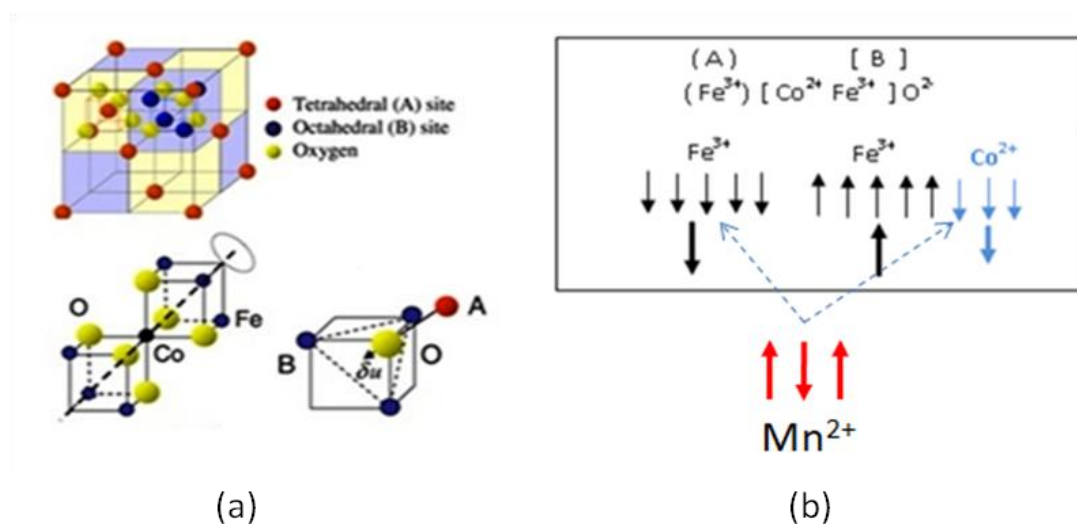 Tetrahedral (A) site
Octahedral (B) site
Oxygen
O
Fe
Co
A
B
O
δu
(a)
(A) [B]
(Fe³⁺) [Co²⁺ Fe³⁺]O²⁻
Fe³⁺ Fe³⁺ Co²⁺
Mn²⁺
(b)